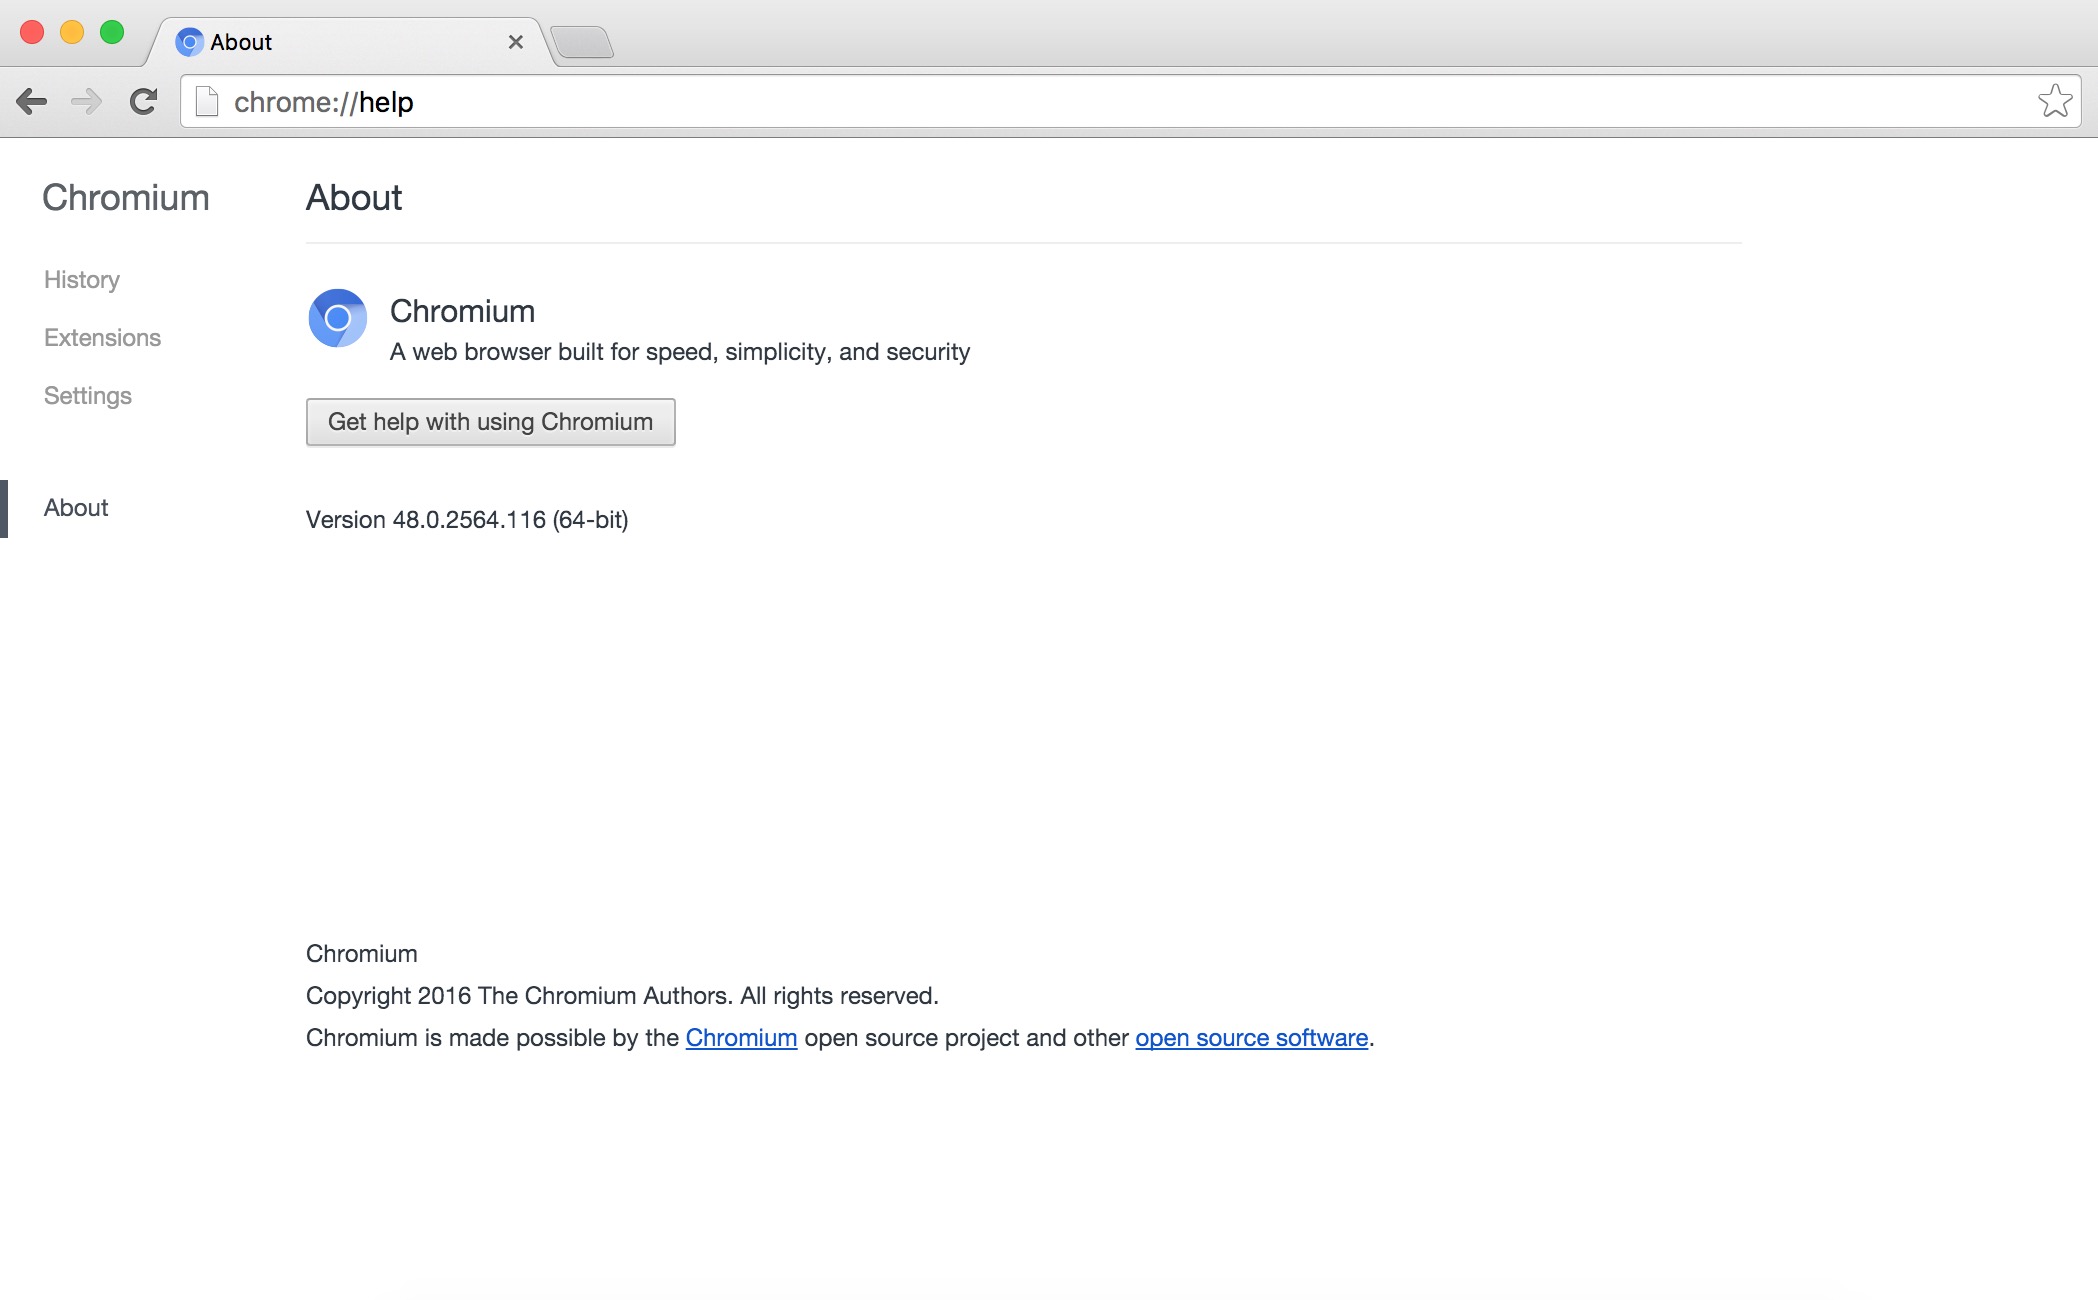 About
chrome://help
Chromium
History
Extensions
Settings
About
About
Chromium
A web browser built for speed, simplicity, and security
Get help with using Chromium
Version 48.0.2564.116 (64-bit)
Chromium
Copyright 2016 The Chromium Authors. All rights reserved.
Chromium is made possible by the Chromium open source project and other open source software.